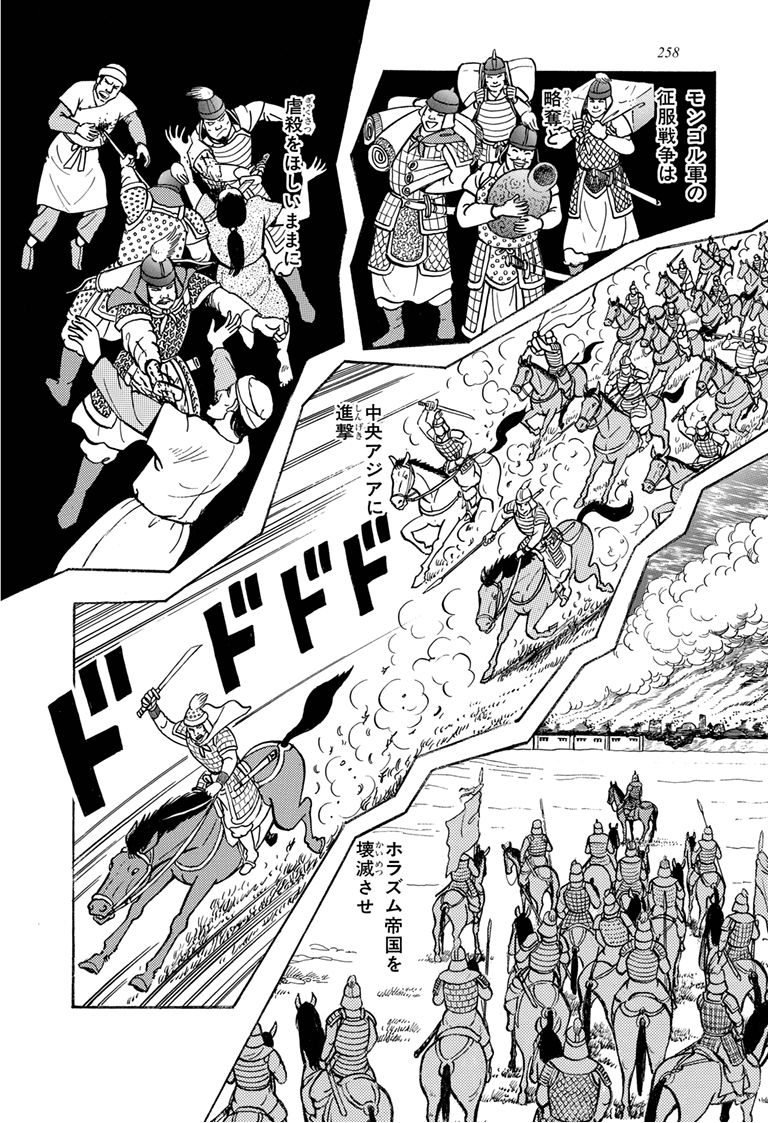 258
モンゴル軍の
征服戦争は
略奪と
虐殺をほしいままに
中央アジアに
進撃
ドドドド
ホラズム帝国を
壊滅させ